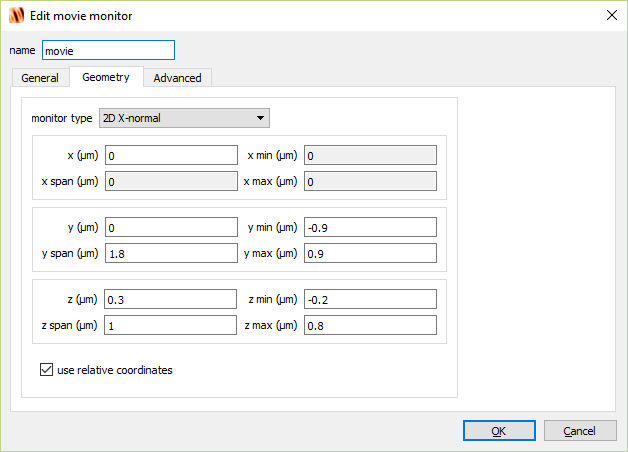 Edit movie monitor
name movie
General Geometry Advanced
monitor type 2D X-normal
x (µm) 0 x min (µm) 0
x span (µm) 0 x max (µm) 0
y (µm) 0 y min (µm) -0.9
y span (µm) 1.8 y max (µm) 0.9
z (µm) 0.3 z min (µm) -0.2
z span (µm) 1 z max (µm) 0.8
use relative coordinates
OK Cancel